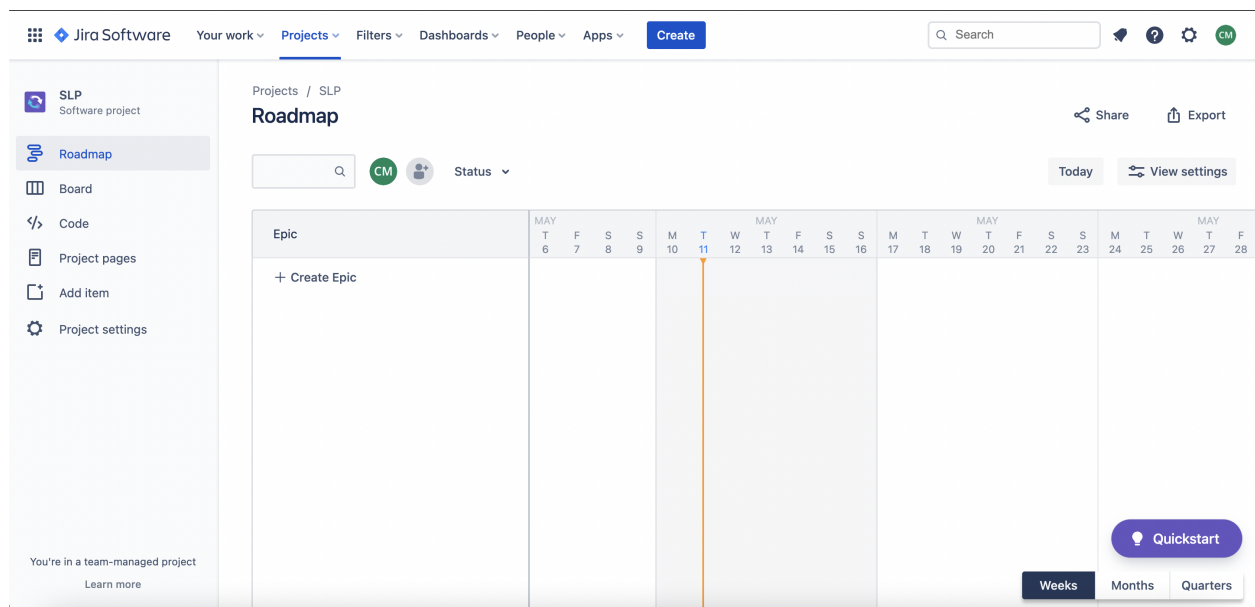 Jira Software Your work Projects Filters Dashboards People Apps Create Search CM
SLP
Software project
Roadmap
Board
Code
Project pages
Add item
Project settings
You're in a team-managed project
Learn more
Projects / SLP
Roadmap
Share Export
CM Status Today View settings
Epic
MAY MAY MAY MAY
T F S S M T W T F S S M T W T F S S M T W T F
6 7 8 9 10 11 12 13 14 15 16 17 18 19 20 21 22 23 24 25 26 27 28
+ Create Epic
Quickstart
Weeks Months Quarters